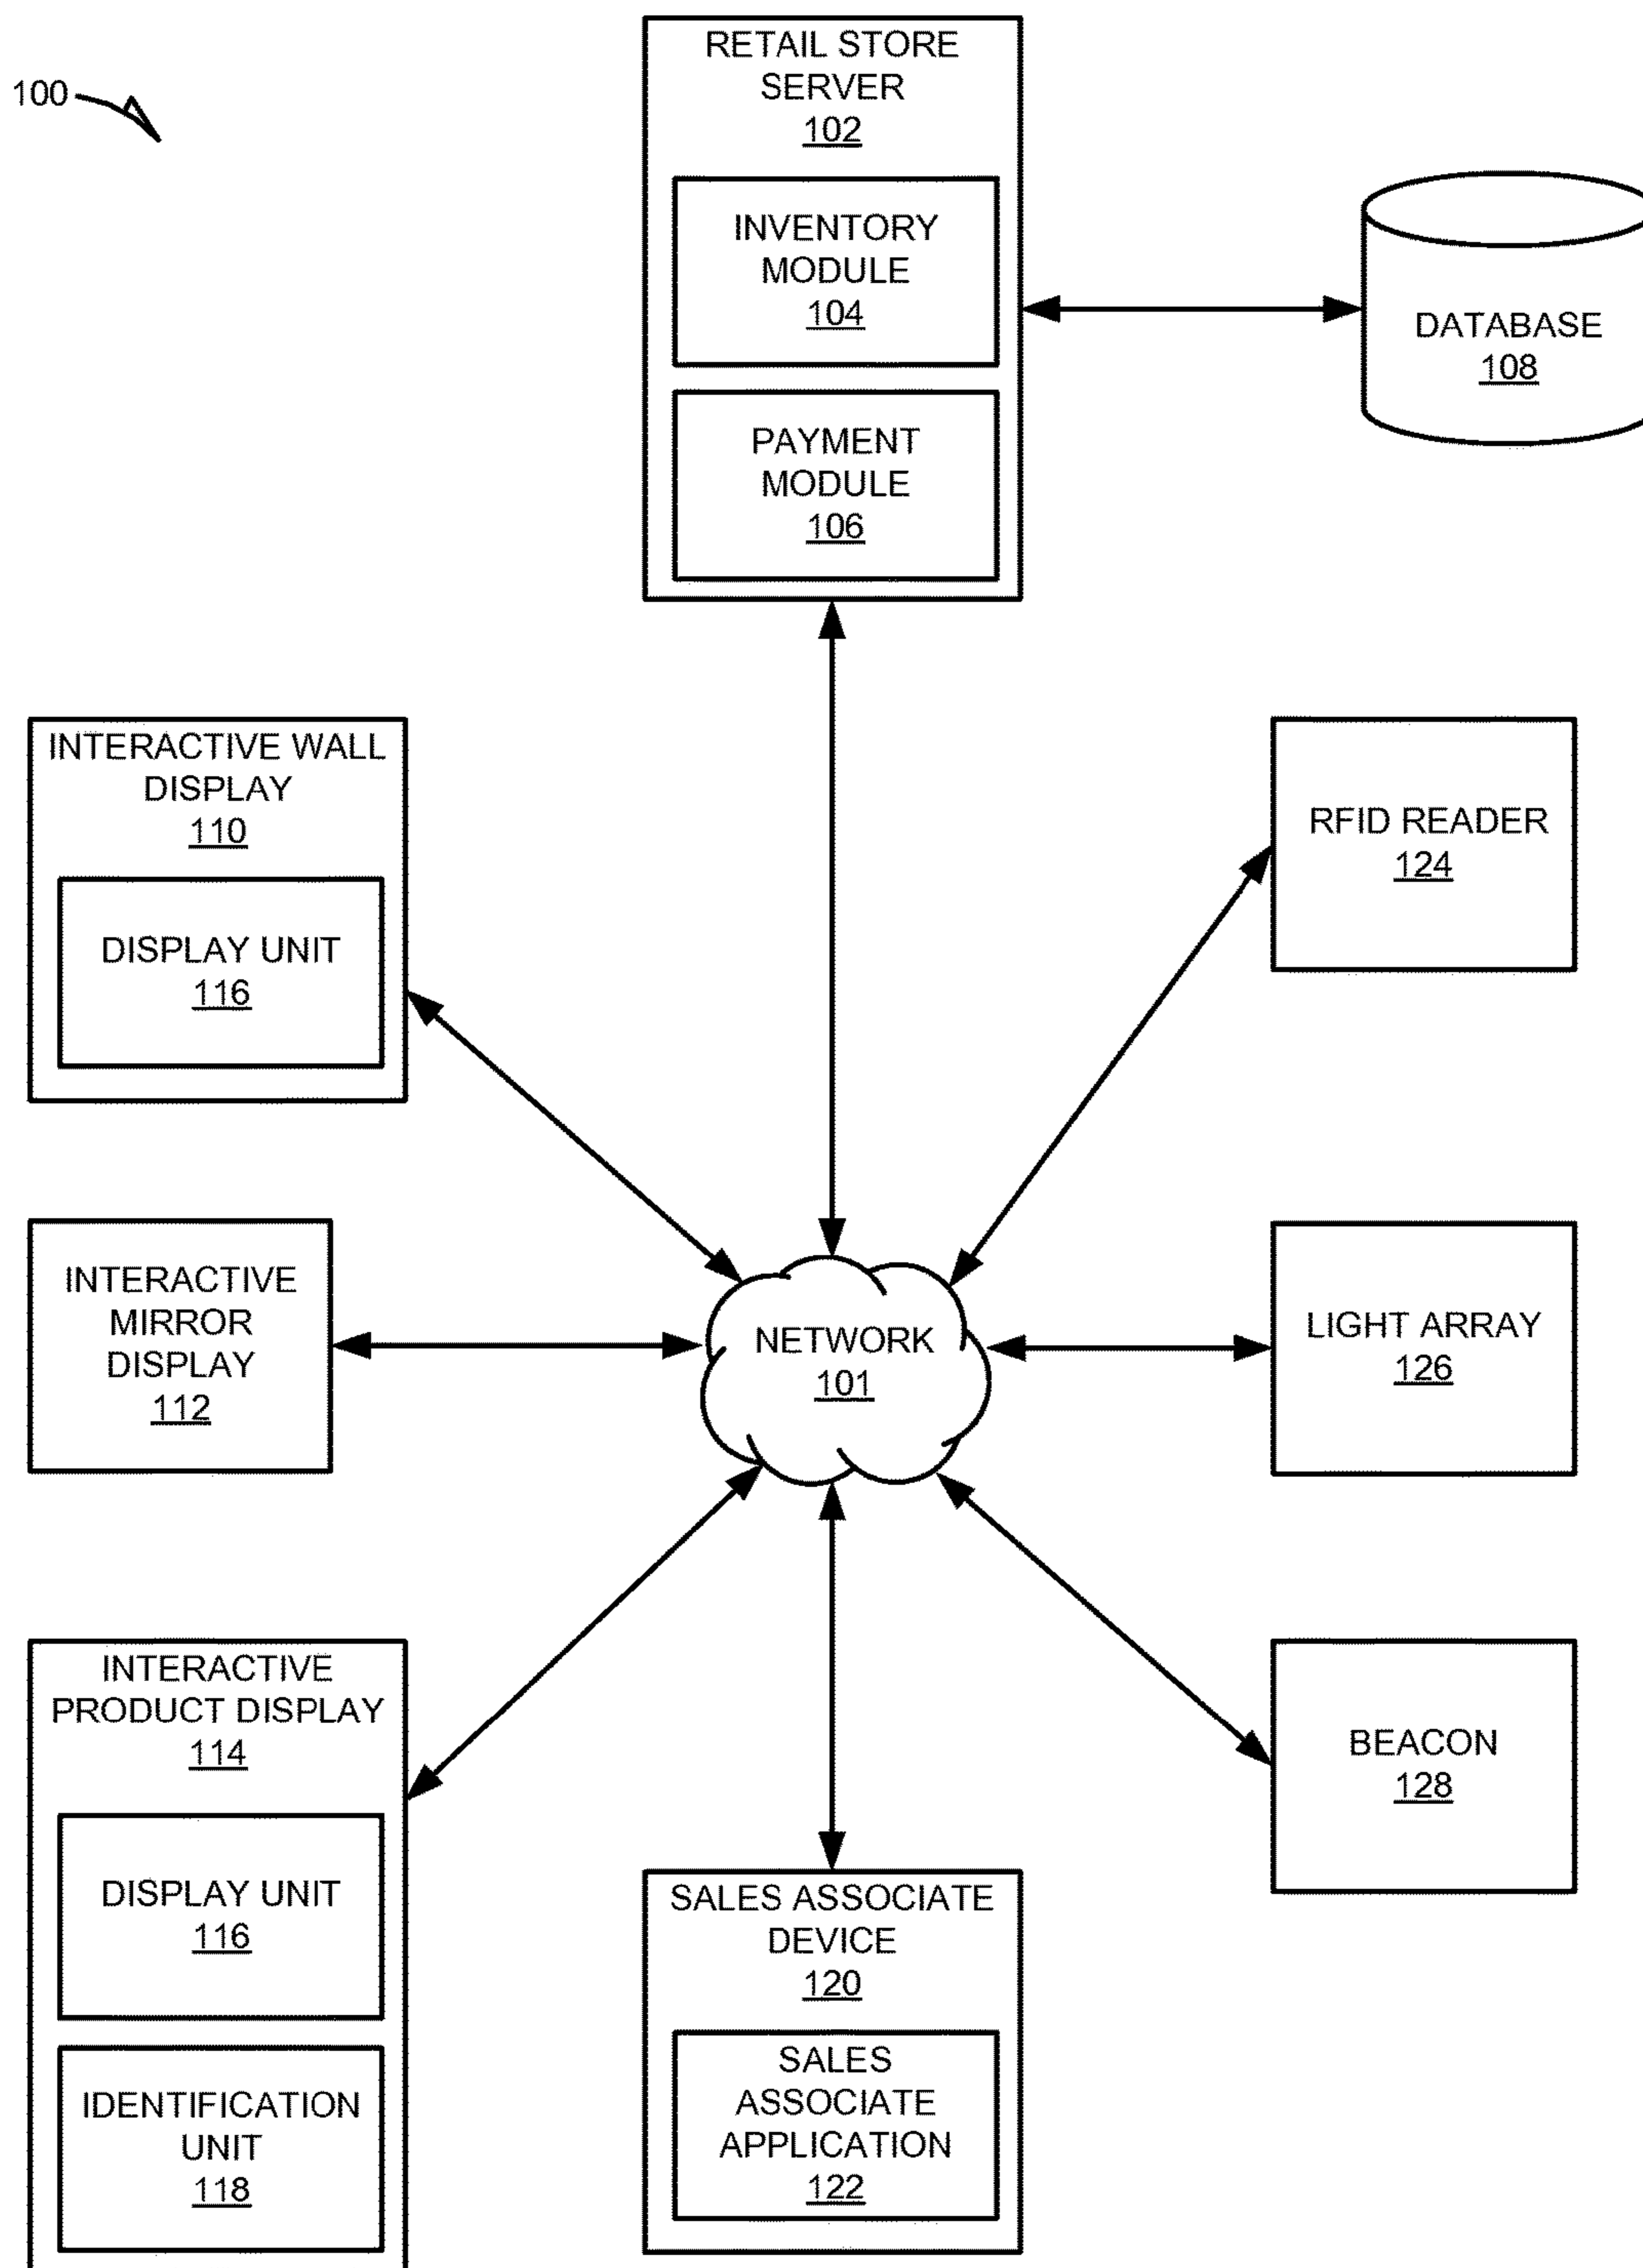 100
RETAIL STORE
SERVER
102
INVENTORY
MODULE
104
PAYMENT
MODULE
106
DATABASE
108
INTERACTIVE WALL
DISPLAY
110
DISPLAY UNIT
116
RFID READER
124
INTERACTIVE
MIRROR
DISPLAY
112
NETWORK
101
LIGHT ARRAY
126
INTERACTIVE
PRODUCT DISPLAY
114
DISPLAY UNIT
116
IDENTIFICATION
UNIT
118
SALES ASSOCIATE
DEVICE
120
SALES
ASSOCIATE
APPLICATION
122
BEACON
128